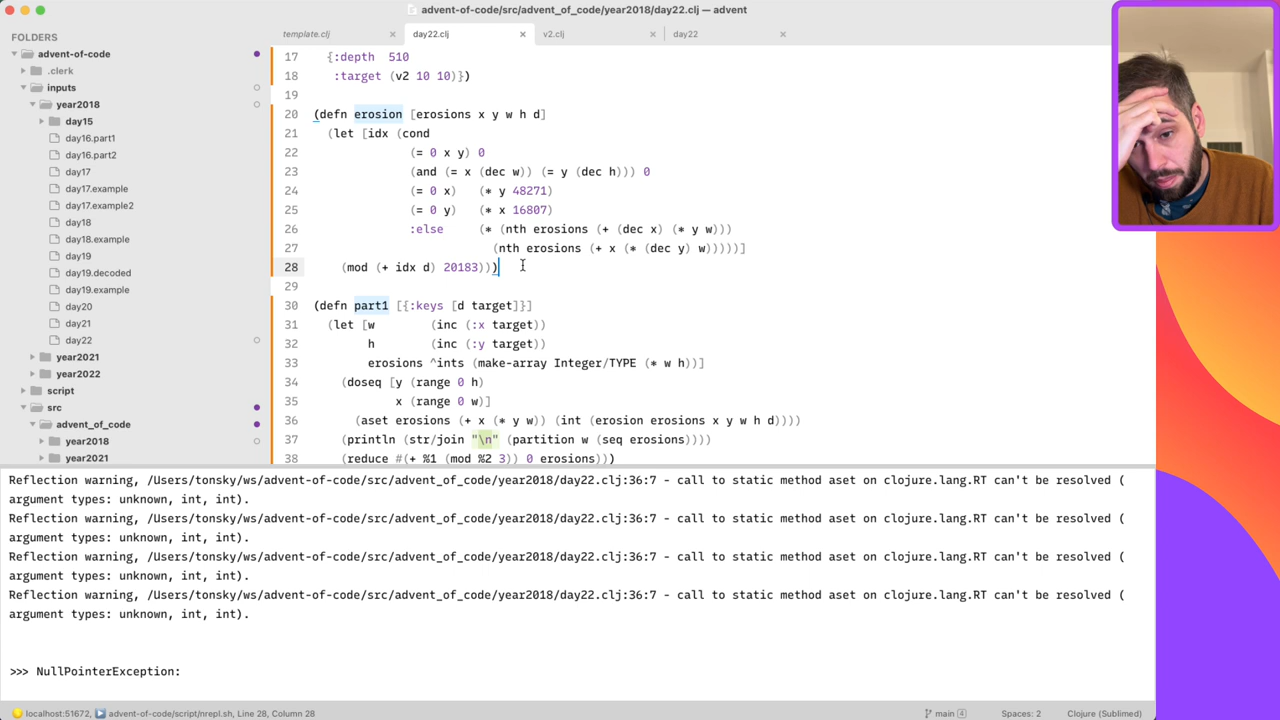 advent-of-code/src/advent_of_code/year2018/day22.clj — advent
FOLDERS
advent-of-code
.clerk
inputs
year2018
day15
day16.part1
day16.part2
day17
day17.example
day17.example2
day18
day18.example
day19
day19.decoded
day19.example
day20
day21
day22
year2021
year2022
script
src
advent_of_code
year2018
year2021
template.clj
day22.clj
v2.clj
day22
17 {:depth 510
18 :target (v2 10 10)})
19
20 (defn erosion [erosions x y w h d]
21 (let [idx (cond
22 (= 0 x y) 0
23 (and (= x (dec w)) (= y (dec h))) 0
24 (= 0 x) (* y 48271)
25 (= 0 y) (* x 16807)
26 :else (* (nth erosions (+ (dec x) (* y w)))
27 (nth erosions (+ x (* (dec y) w)))))]
28 (mod (+ idx d) 20183)))
29
30 (defn part1 [{:keys [d target]}]
31 (let [w (inc (:x target))
32 h (inc (:y target))
33 erosions ^ints (make-array Integer/TYPE (* w h))]
34 (doseq [y (range 0 h)
35 x (range 0 w)]
36 (aset erosions (+ x (* y w)) (int (erosion erosions x y w h d))))
37 (println (str/join "\n" (partition w (seq erosions))))
38 (reduce #(+ %1 (mod %2 3)) 0 erosions)))
Reflection warning, /Users/tonsky/ws/advent-of-code/src/advent_of_code/year2018/day22.clj:36:7 - call to static method aset on clojure.lang.RT can't be resolved (
argument types: unknown, int, int).
Reflection warning, /Users/tonsky/ws/advent-of-code/src/advent_of_code/year2018/day22.clj:36:7 - call to static method aset on clojure.lang.RT can't be resolved (
argument types: unknown, int, int).
Reflection warning, /Users/tonsky/ws/advent-of-code/src/advent_of_code/year2018/day22.clj:36:7 - call to static method aset on clojure.lang.RT can't be resolved (
argument types: unknown, int, int).
Reflection warning, /Users/tonsky/ws/advent-of-code/src/advent_of_code/year2018/day22.clj:36:7 - call to static method aset on clojure.lang.RT can't be resolved (
argument types: unknown, int, int).
>>> NullPointerException:
localhost:51672, advent-of-code/script/nrepl.sh, Line 28, Column 28
main 4
Spaces: 2
Clojure (Sublimed)